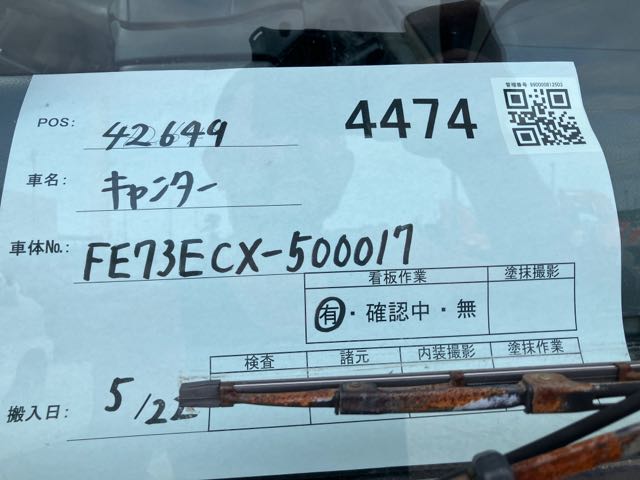 管理番号 990000812503
POS: 42649
4474
車名: キャンター
車体No.: FE73ECX-500017
看板作業 塗抹撮影
有・確認中・無
検査 諸元 内装撮影 塗抹作業
搬入日: 5/22